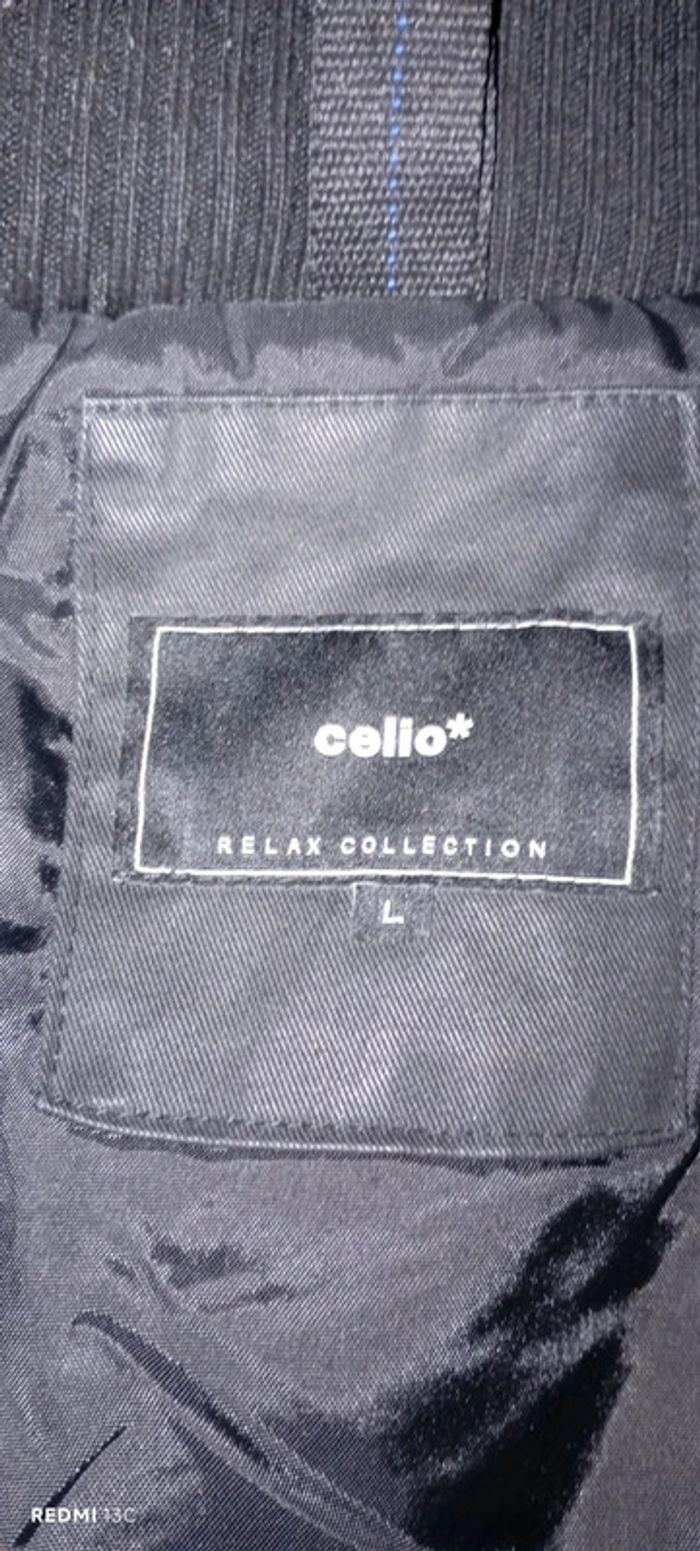 celio*
RELAX COLLECTION
L
REDMI 13C